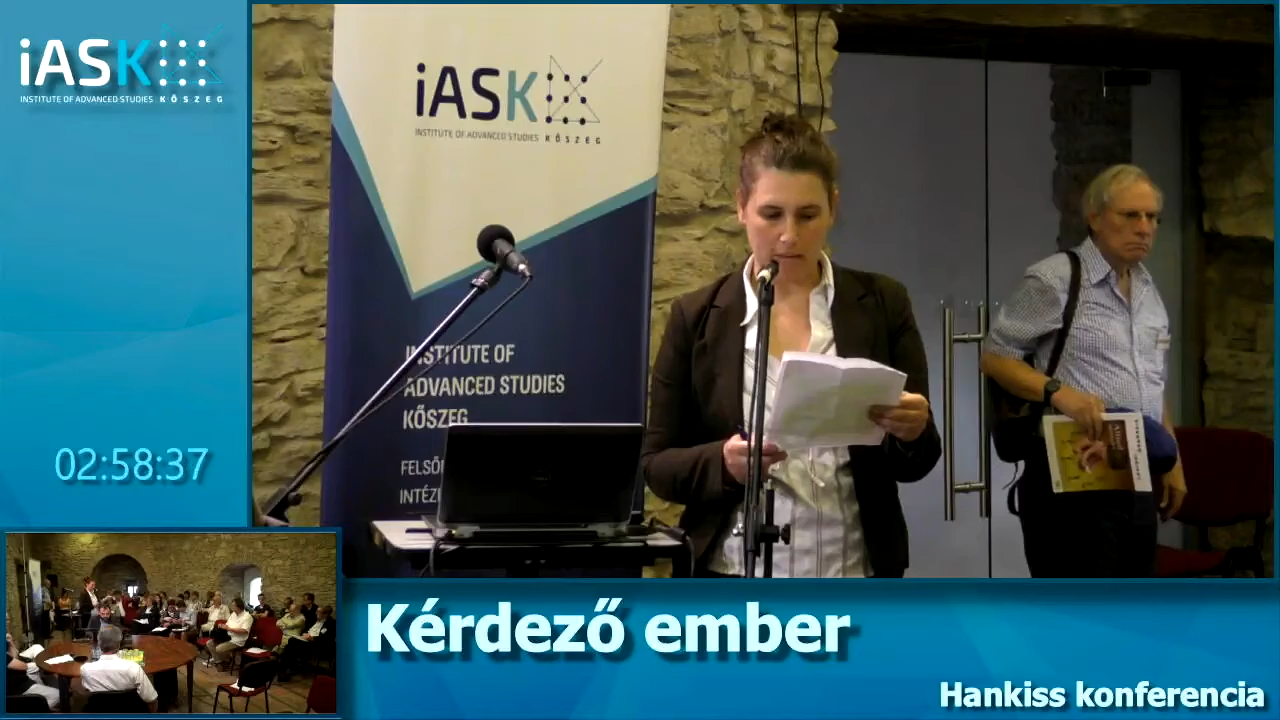 iASK
INSTITUTE OF ADVANCED STUDIES KŐSZEG
iASK
INSTITUTE OF ADVANCED STUDIES KŐSZEG
INSTITUTE OF
ADVANCED STUDIES
KŐSZEG
FELSŐ
INTÉZ
02:58:37
Kérdező ember
Hankiss konferencia